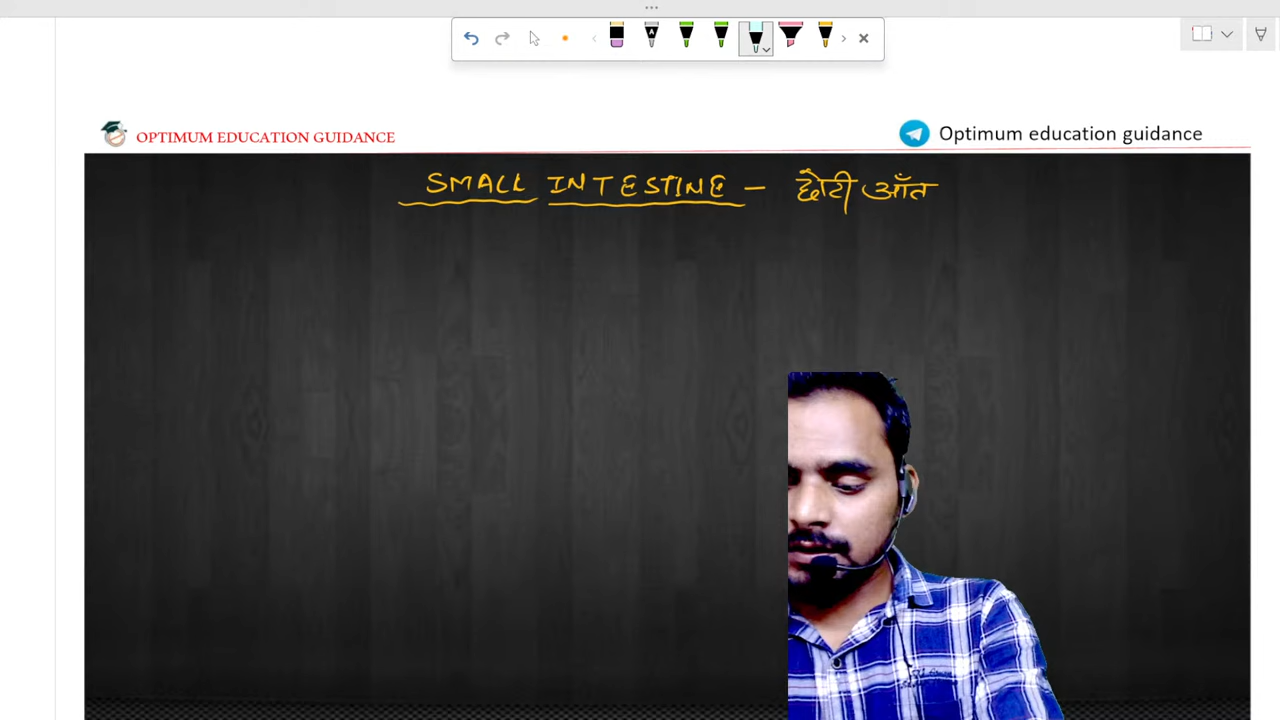 OPTIMUM EDUCATION GUIDANCE
Optimum education guidance
SMALL INTESTINE – छोटी आँत